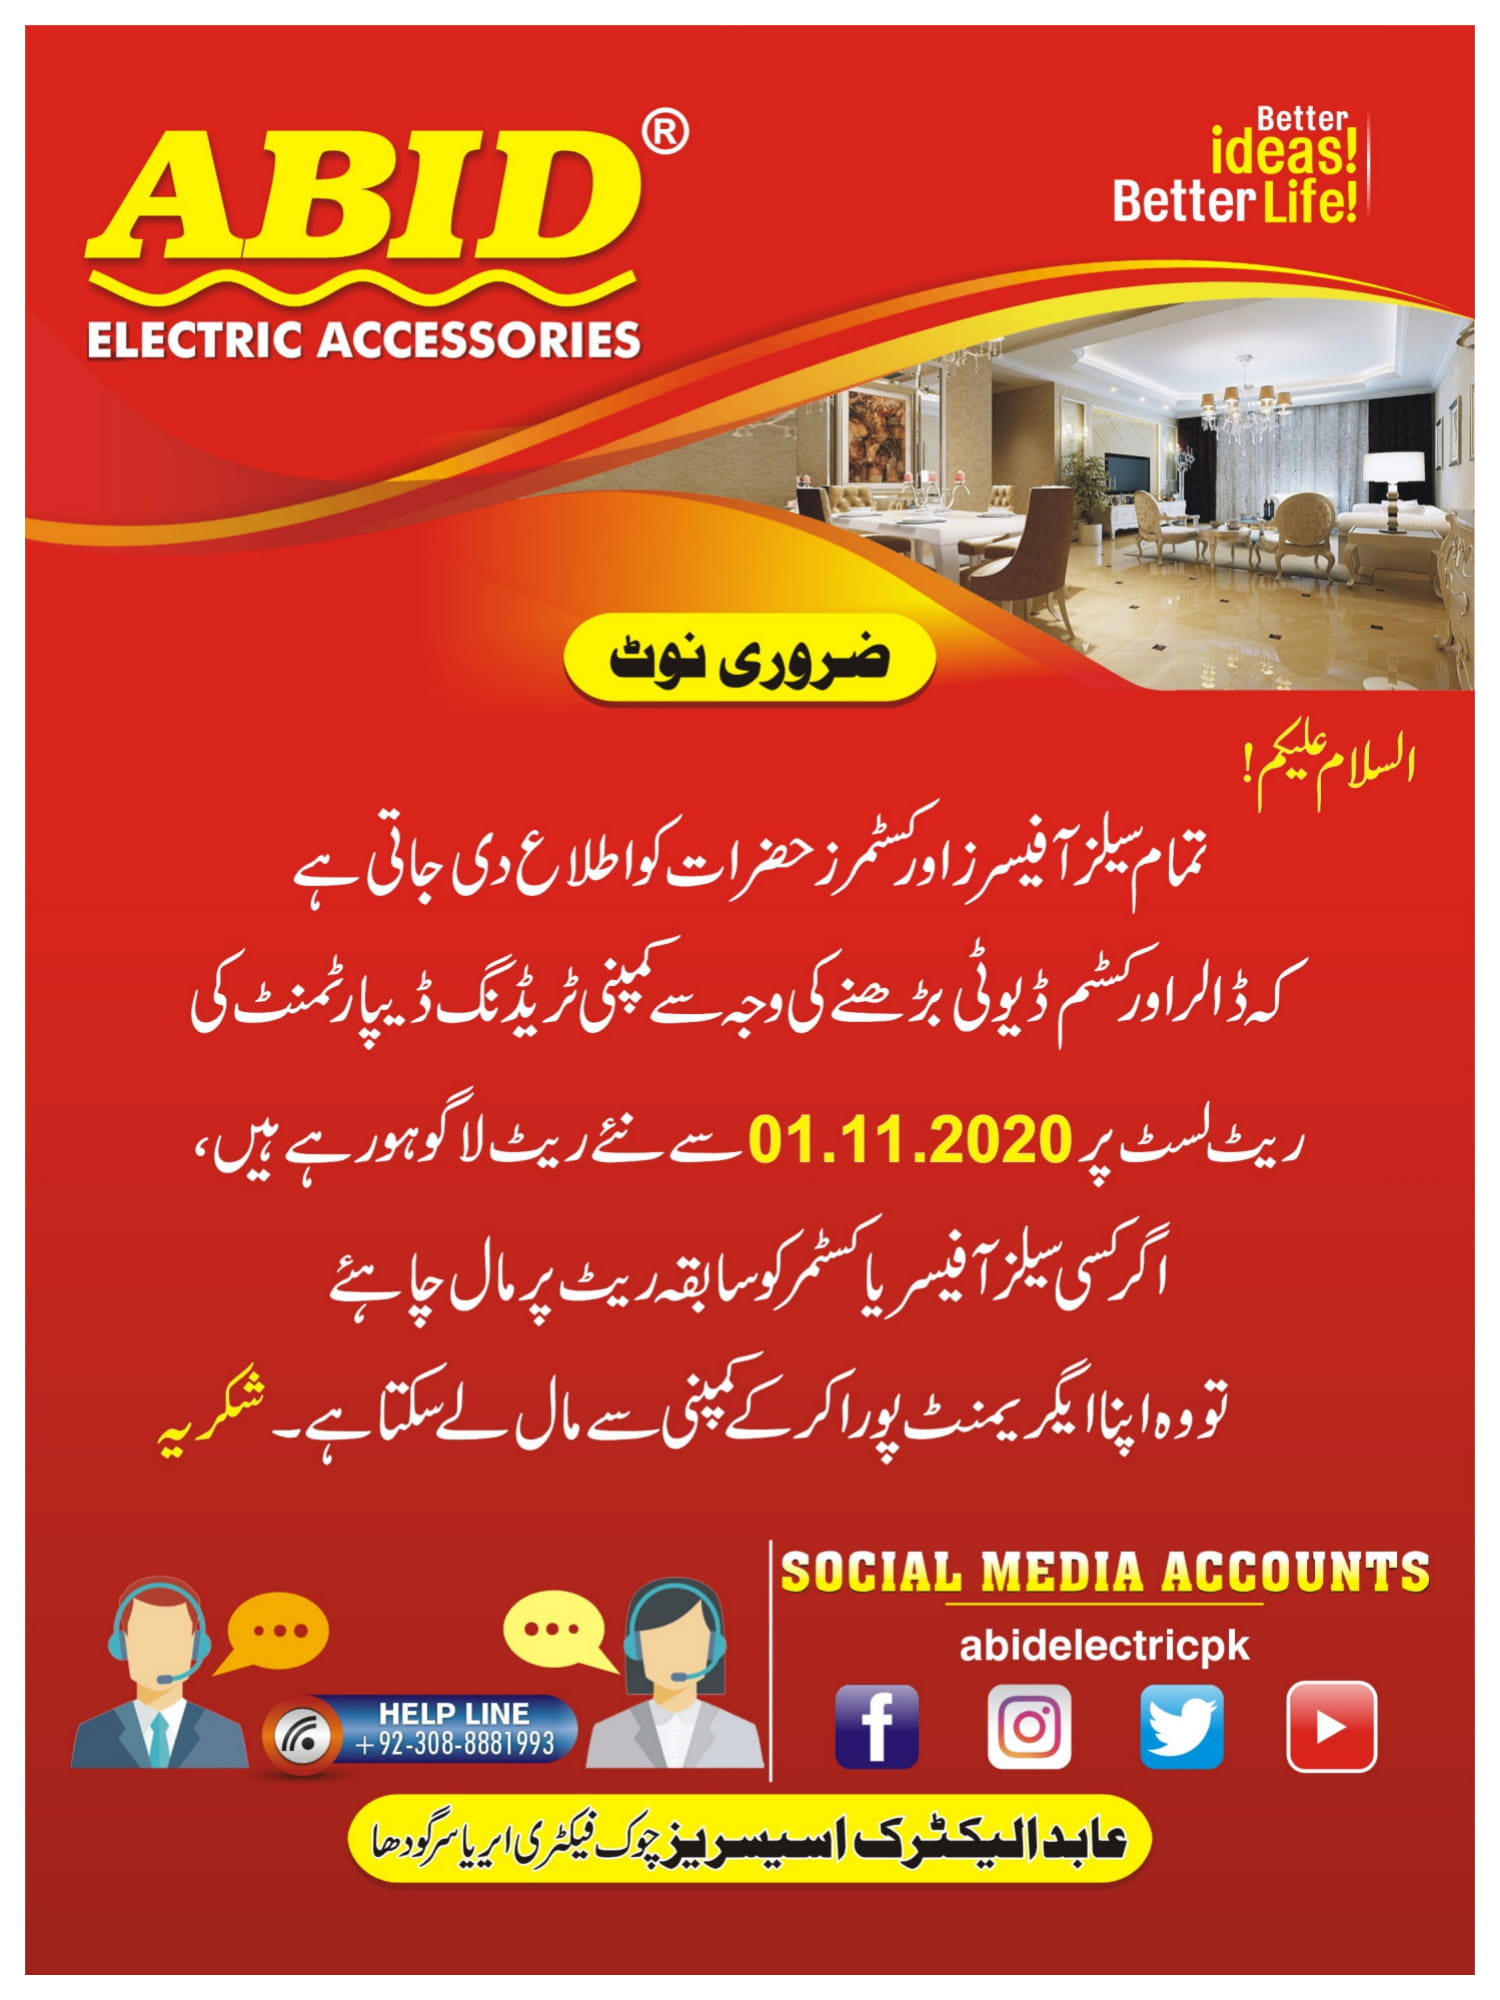 ABID®
ELECTRIC ACCESSORIES
Better
ideas!
Better Life!
ضروری نوٹ
السلام علیکم!
تمام سیلز آفیسرز اور کسٹمرز حضرات کو اطلاع دی جاتی ہے
کہ ڈالر اور کسٹم ڈیوٹی بڑھنے کی وجہ سے کمپنی ٹریڈنگ ڈیپارٹمنٹ کی
ریٹ لسٹ پر 01.11.2020 سے نئے ریٹ لاگو ہو رہے ہیں،
اگر کسی سیلز آفیسر یا کسٹمر کو سابقہ ریٹ پر مال چاہئے
تو وہ اپنا ایگریمنٹ پورا کر کے کمپنی سے مال لے سکتا ہے۔ شکریہ
HELP LINE
+92-308-8881993
SOCIAL MEDIA ACCOUNTS
abidelectricpk
عابد الیکٹرک اسیسریز چوک فیکٹری ایریا سرگودھا